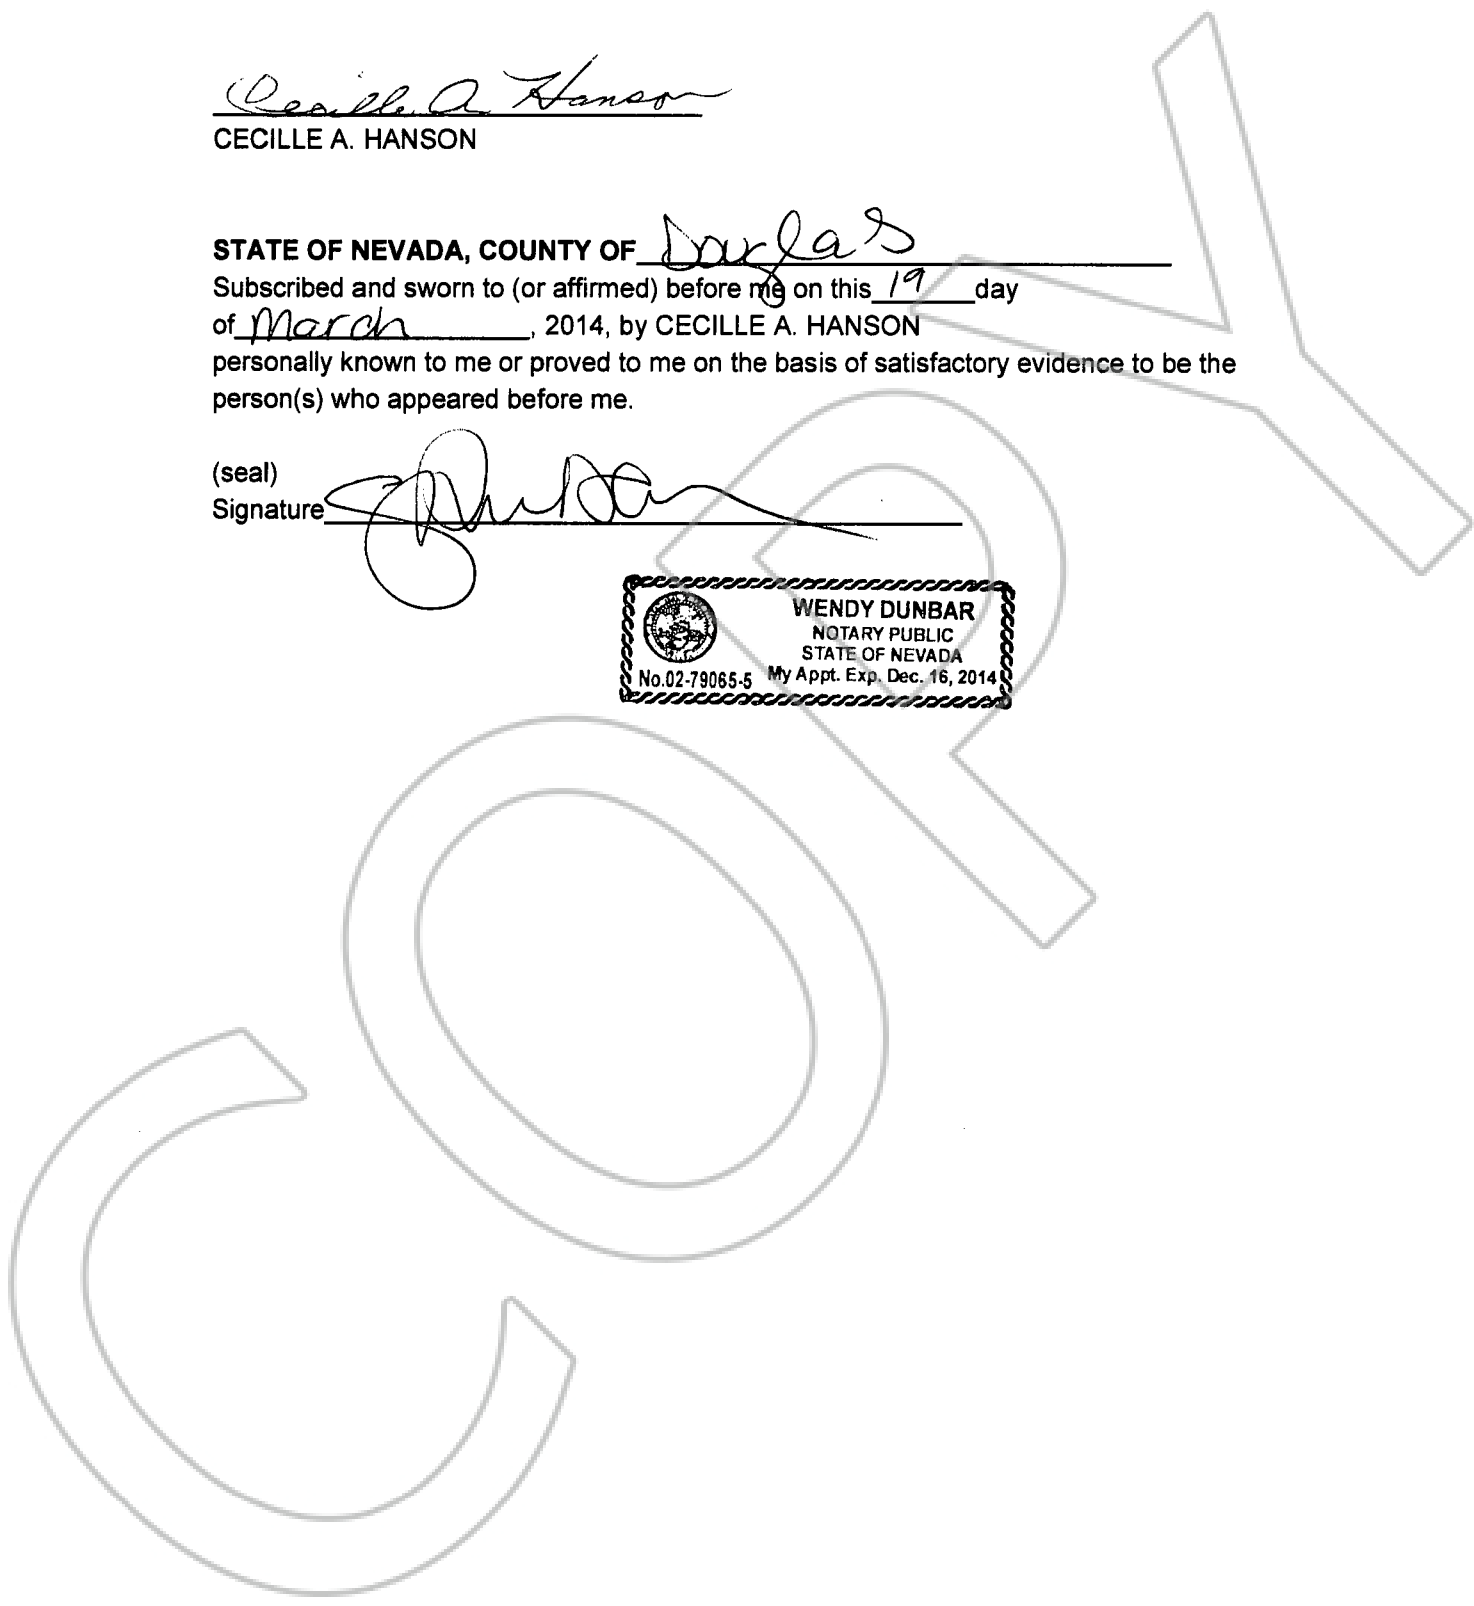 Cecille A Hanson
CECILLE A. HANSON
STATE OF NEVADA, COUNTY OF Douglas
Subscribed and sworn to (or affirmed) before me on this 19 day
of March, 2014, by CECILLE A. HANSON
personally known to me or proved to me on the basis of satisfactory evidence to be the
person(s) who appeared before me.
(seal)
Signature
WENDY DUNBAR
NOTARY PUBLIC
STATE OF NEVADA
No.02-79065-5 My Appt. Exp. Dec. 16, 2014
COPY